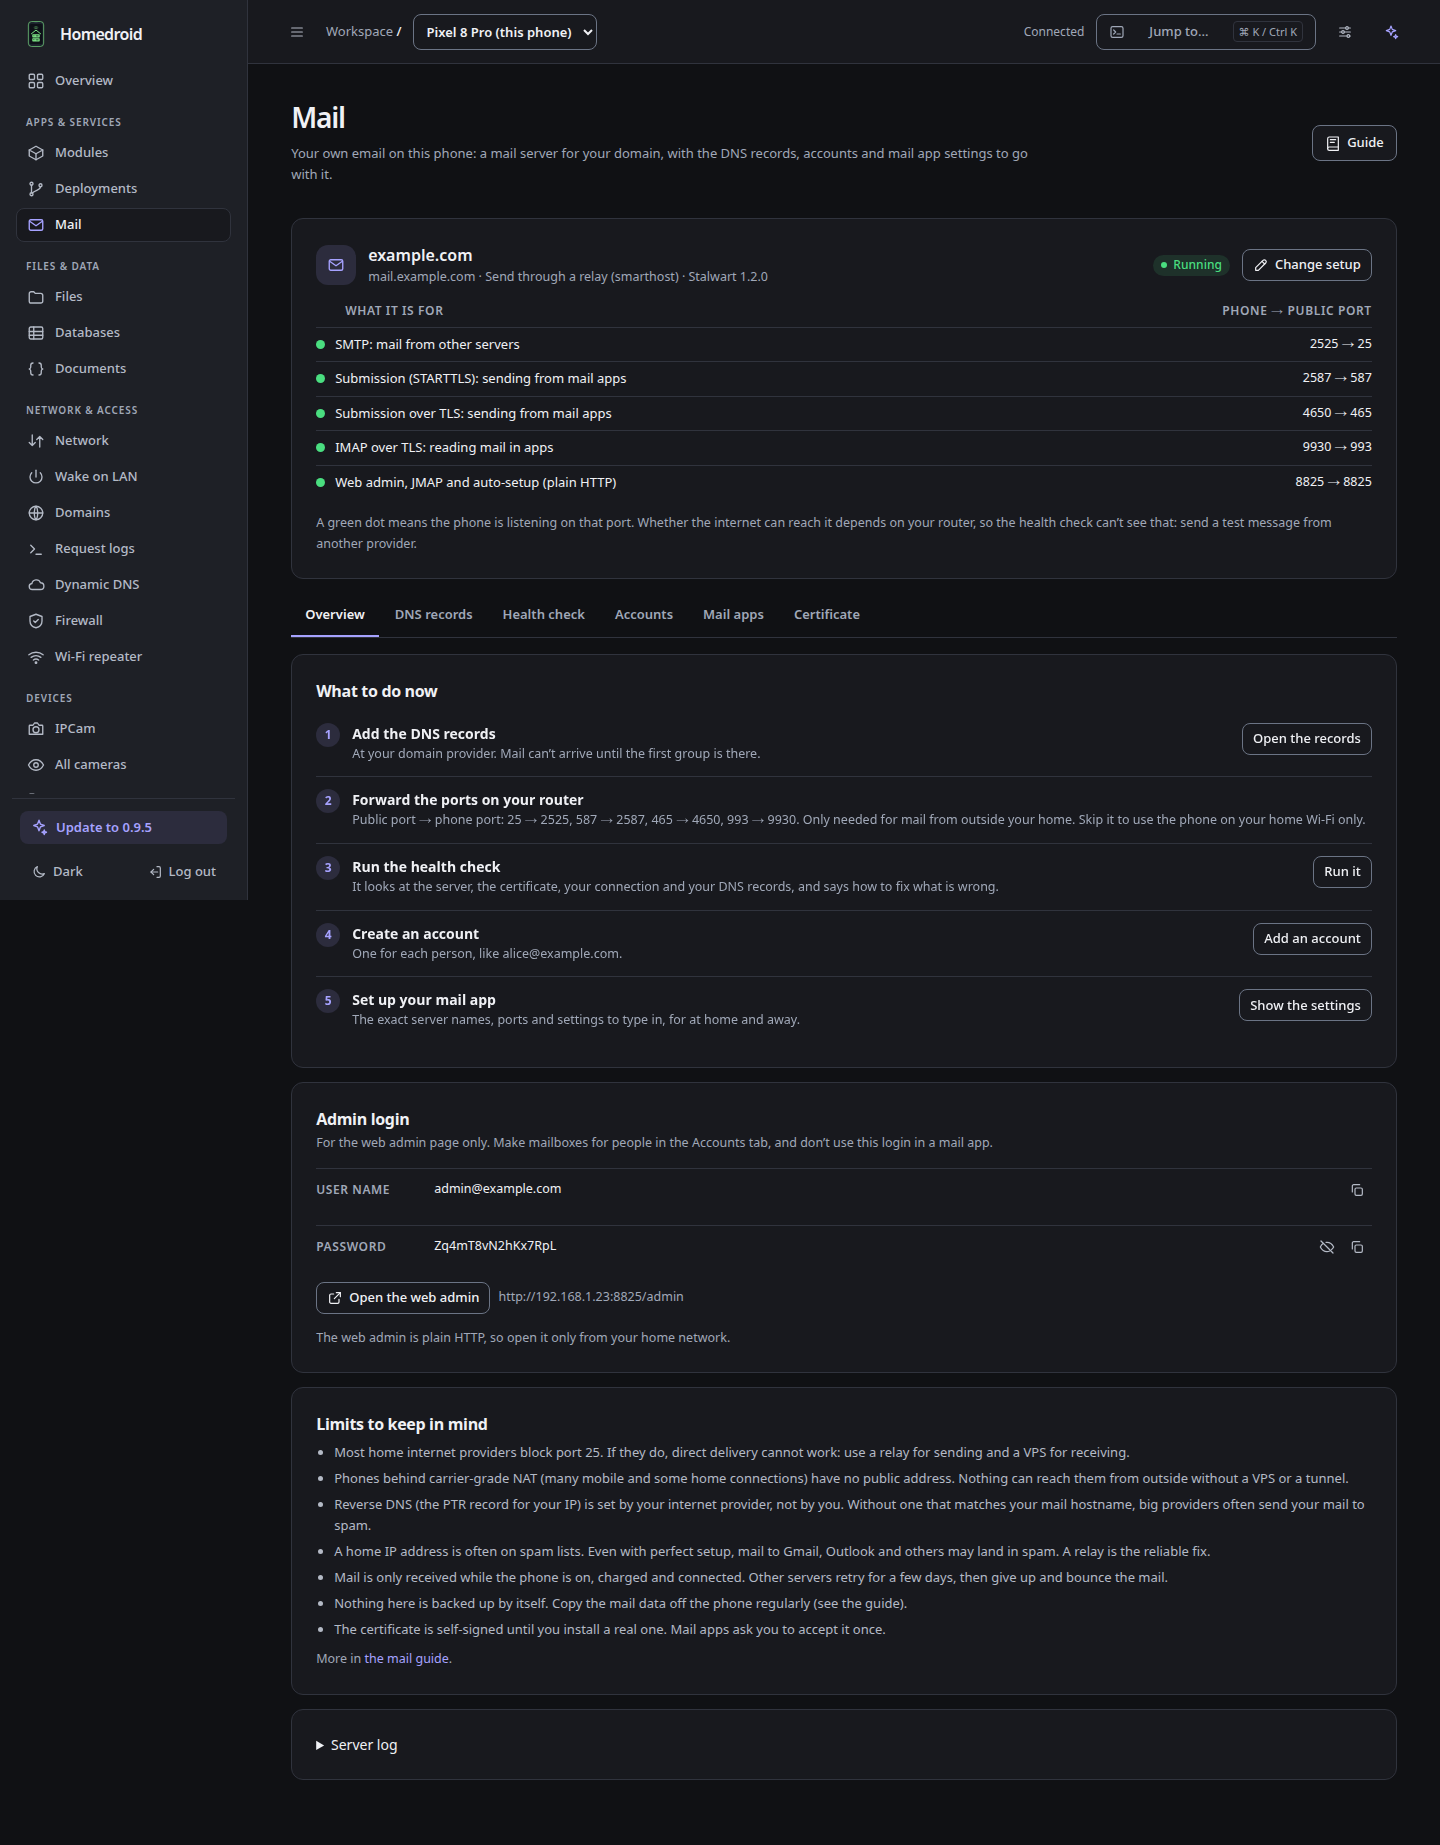 Homedroid
Overview
APPS & SERVICES
Modules
Deployments
Mail
FILES & DATA
Files
Databases
Documents
NETWORK & ACCESS
Network
Wake on LAN
Domains
Request logs
Dynamic DNS
Firewall
Wi-Fi repeater
DEVICES
IPCam
All cameras
Update to 0.9.5
Dark
Log out
Workspace /
Pixel 8 Pro (this phone)
Connected
Jump to...
⌘ K / Ctrl K
Mail
Your own email on this phone: a mail server for your domain, with the DNS records, accounts and mail app settings to go
with it.
Guide
example.com
mail.example.com · Send through a relay (smarthost) · Stalwart 1.2.0
Running
Change setup
WHAT IT IS FOR
PHONE → PUBLIC PORT
SMTP: mail from other servers
2525 → 25
Submission (STARTTLS): sending from mail apps
2587 → 587
Submission over TLS: sending from mail apps
4650 → 465
IMAP over TLS: reading mail in apps
9930 → 993
Web admin, JMAP and auto-setup (plain HTTP)
8825 → 8825
A green dot means the phone is listening on that port. Whether the internet can reach it depends on your router, so the health check can’t see that: send a test message from
another provider.
Overview
DNS records
Health check
Accounts
Mail apps
Certificate
What to do now
1
Add the DNS records
At your domain provider. Mail can’t arrive until the first group is there.
Open the records
2
Forward the ports on your router
Public port → phone port: 25 → 2525, 587 → 2587, 465 → 4650, 993 → 9930. Only needed for mail from outside your home. Skip it to use the phone on your home Wi-Fi only.
3
Run the health check
It looks at the server, the certificate, your connection and your DNS records, and says how to fix what is wrong.
Run it
4
Create an account
One for each person, like alice@example.com.
Add an account
5
Set up your mail app
The exact server names, ports and settings to type in, for at home and away.
Show the settings
Admin login
For the web admin page only. Make mailboxes for people in the Accounts tab, and don’t use this login in a mail app.
USER NAME
admin@example.com
PASSWORD
Zq4mT8vN2hKx7RpL
Open the web admin
http://192.168.1.23:8825/admin
The web admin is plain HTTP, so open it only from your home network.
Limits to keep in mind
Most home internet providers block port 25. If they do, direct delivery cannot work: use a relay for sending and a VPS for receiving.
Phones behind carrier-grade NAT (many mobile and some home connections) have no public address. Nothing can reach them from outside without a VPS or a tunnel.
Reverse DNS (the PTR record for your IP) is set by your internet provider, not by you. Without one that matches your mail hostname, big providers often send your mail to
spam.
A home IP address is often on spam lists. Even with perfect setup, mail to Gmail, Outlook and others may land in spam. A relay is the reliable fix.
Mail is only received while the phone is on, charged and connected. Other servers retry for a few days, then give up and bounce the mail.
Nothing here is backed up by itself. Copy the mail data off the phone regularly (see the guide).
The certificate is self-signed until you install a real one. Mail apps ask you to accept it once.
More in the mail guide.
Server log